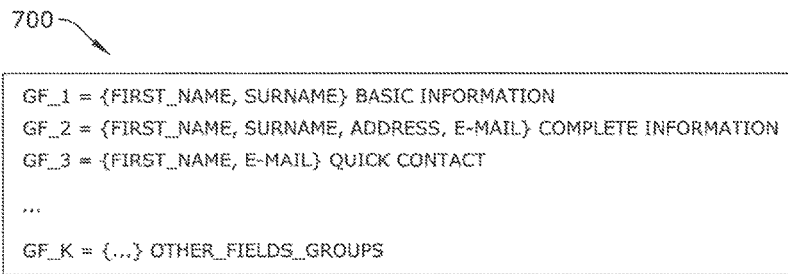 700
GF_1 = {FIRST_NAME, SURNAME} BASIC INFORMATION
GF_2 = {FIRST_NAME, SURNAME, ADDRESS, E-MAIL} COMPLETE INFORMATION
GF_3 = {FIRST_NAME, E-MAIL} QUICK CONTACT
...
GF_K = {...} OTHER_FIELDS_GROUPS